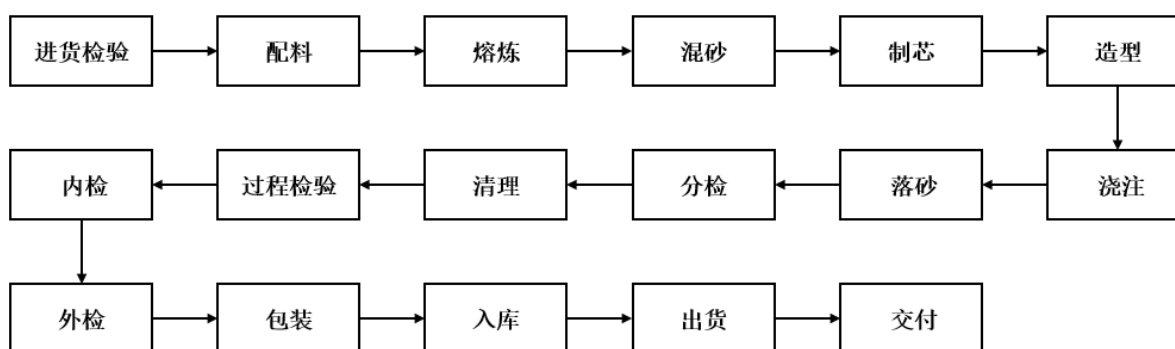 进货检验
配料
熔炼
混砂
制芯
造型
浇注
落砂
分检
清理
过程检验
内检
外检
包装
入库
出货
交付